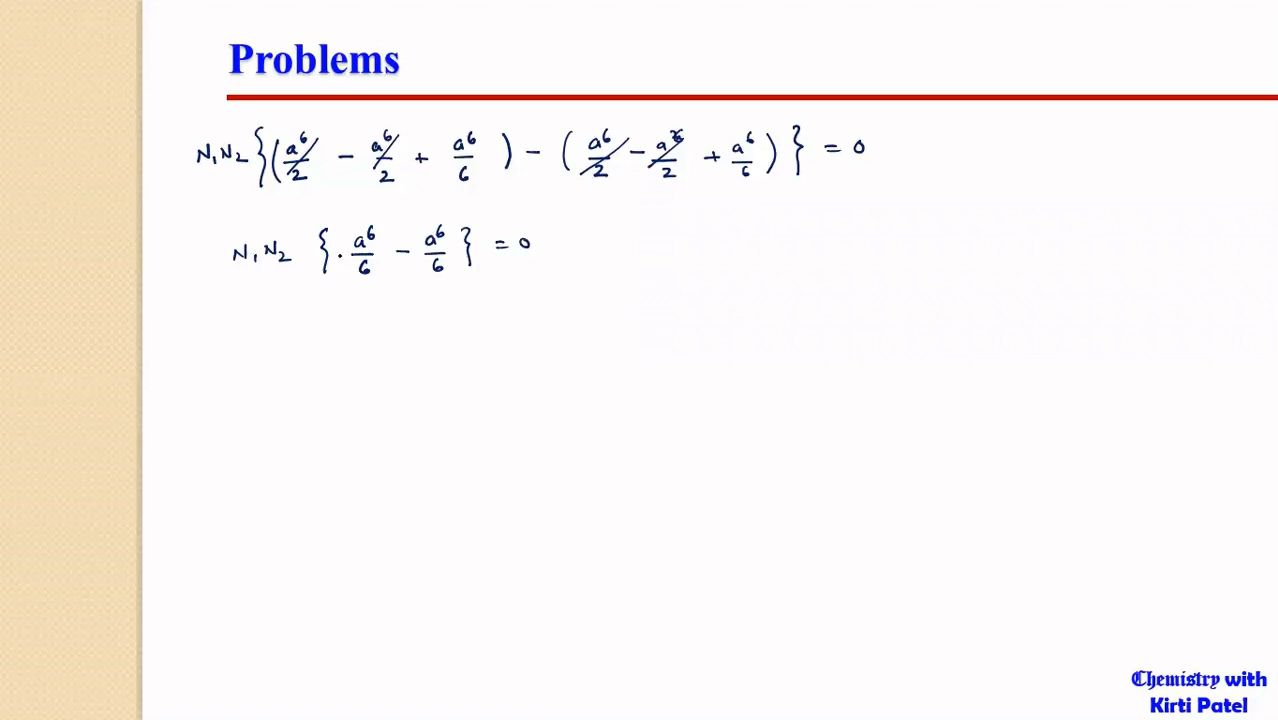 Problems
N₁N₂{(a⁶/2 − a⁶/2 + a⁶/6) − (a⁶/2 − a⁶/2 + a⁶/6)} = 0
N₁N₂ {·a⁶/6 − a⁶/6} = 0
Chemistry with
Kirti Patel